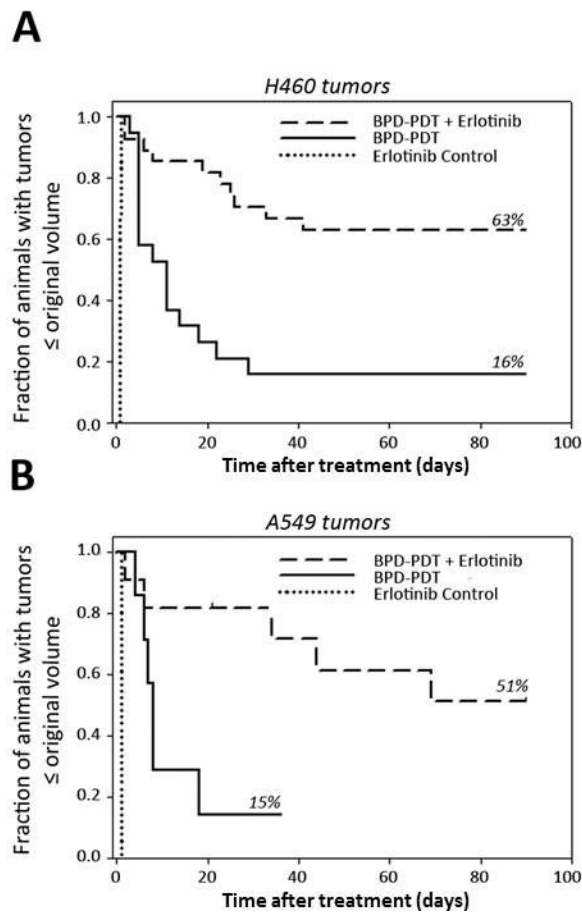 A
H460 tumors
BPD-PDT + Erlotinib
BPD-PDT
Erlotinib Control
Fraction of animals with tumors
≤ original volume
1.0
0.8
0.6
0.4
0.2
0.0
63%
16%
0 20 40 60 80 100
Time after treatment (days)
B
A549 tumors
BPD-PDT + Erlotinib
BPD-PDT
Erlotinib Control
Fraction of animals with tumors
≤ original volume
1.0
0.8
0.6
0.4
0.2
0.0
51%
15%
0 20 40 60 80 100
Time after treatment (days)